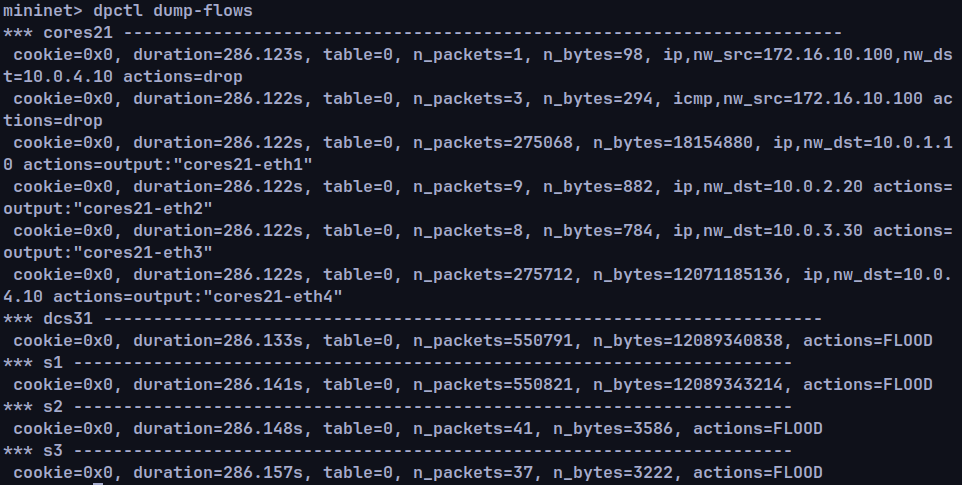 mininet> dpctl dump-flows
*** cores21 ------------------------------------------------------------------------
 cookie=0x0, duration=286.123s, table=0, n_packets=1, n_bytes=98, ip,nw_src=172.16.10.100,nw_ds
t=10.0.4.10 actions=drop
 cookie=0x0, duration=286.122s, table=0, n_packets=3, n_bytes=294, icmp,nw_src=172.16.10.100 ac
tions=drop
 cookie=0x0, duration=286.122s, table=0, n_packets=275068, n_bytes=18154880, ip,nw_dst=10.0.1.1
0 actions=output:"cores21-eth1"
 cookie=0x0, duration=286.122s, table=0, n_packets=9, n_bytes=882, ip,nw_dst=10.0.2.20 actions=
output:"cores21-eth2"
 cookie=0x0, duration=286.122s, table=0, n_packets=8, n_bytes=784, ip,nw_dst=10.0.3.30 actions=
output:"cores21-eth3"
 cookie=0x0, duration=286.122s, table=0, n_packets=275712, n_bytes=12071185136, ip,nw_dst=10.0.
4.10 actions=output:"cores21-eth4"
*** dcs31 ------------------------------------------------------------------------
 cookie=0x0, duration=286.133s, table=0, n_packets=550791, n_bytes=12089340838, actions=FLOOD
*** s1 ------------------------------------------------------------------------
 cookie=0x0, duration=286.141s, table=0, n_packets=550821, n_bytes=12089343214, actions=FLOOD
*** s2 ------------------------------------------------------------------------
 cookie=0x0, duration=286.148s, table=0, n_packets=41, n_bytes=3586, actions=FLOOD
*** s3 ------------------------------------------------------------------------
 cookie=0x0, duration=286.157s, table=0, n_packets=37, n_bytes=3222, actions=FLOOD